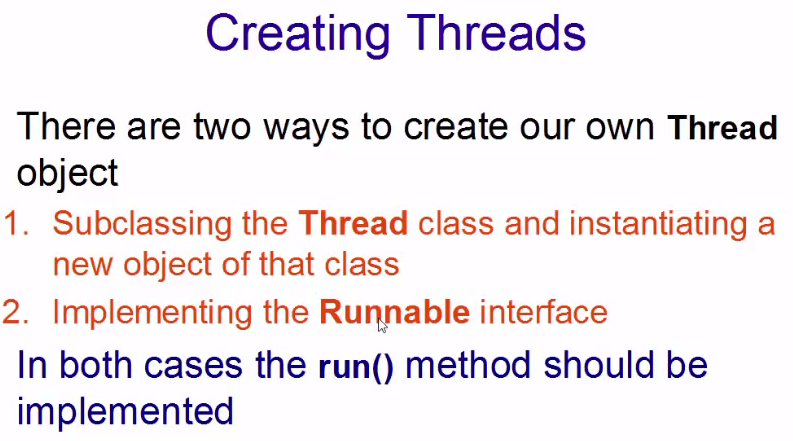 Creating Threads
There are two ways to create our own Thread
object
1. Subclassing the Thread class and instantiating a
new object of that class
2. Implementing the Runnable interface
In both cases the run() method should be
implemented